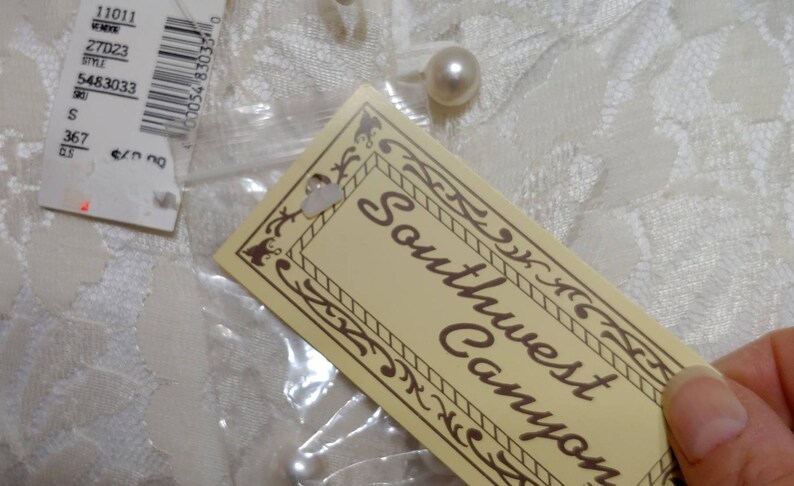 11011
VENDOR
27D23
STYLE
5483033
SKU
S
367
CLS
Southwest
Canyon